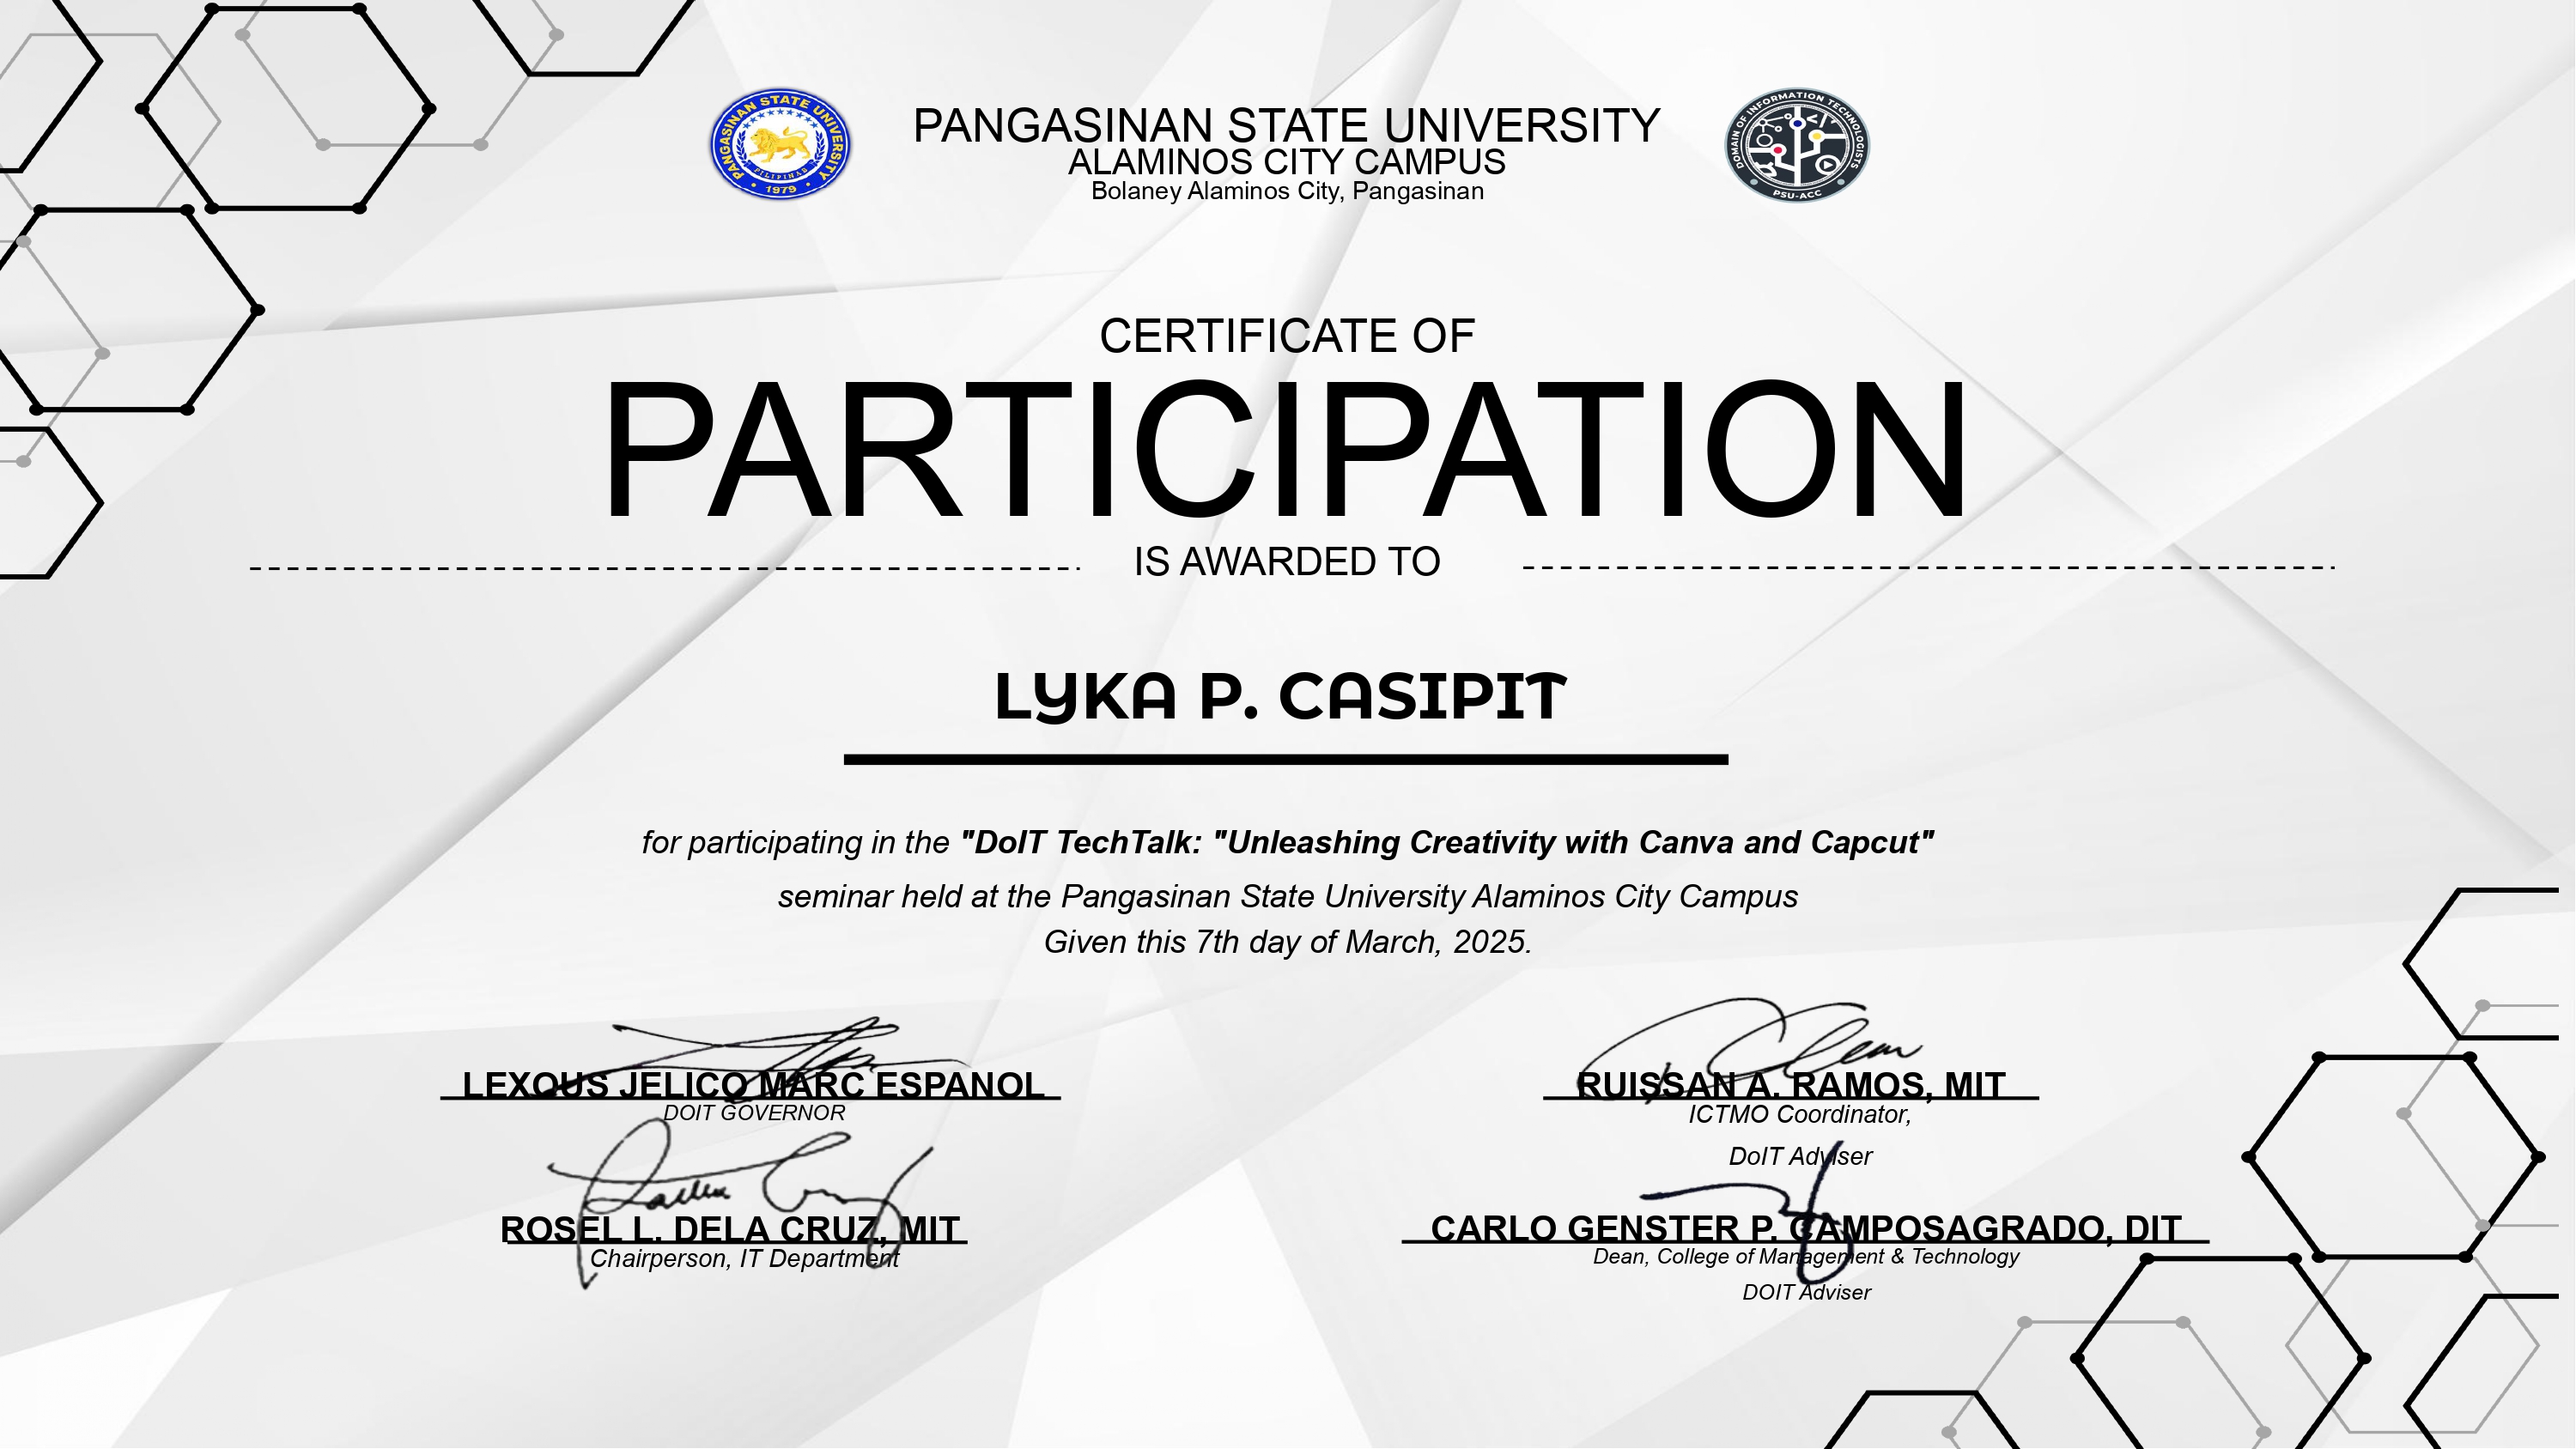 PANGASINAN STATE UNIVERSITY
PILIPINAS
1979
PANGASINAN STATE UNIVERSITY
ALAMINOS CITY CAMPUS
Bolaney Alaminos City, Pangasinan
DOMAIN OF INFORMATION TECHNOLOGISTS
</>
PSU-ACC
CERTIFICATE OF
PARTICIPATION
IS AWARDED TO
LYKA P. CASIPIT
for participating in the "DoIT TechTalk: "Unleashing Creativity with Canva and Capcut"
seminar held at the Pangasinan State University Alaminos City Campus
Given this 7th day of March, 2025.
LEXOUS JELICO MARC ESPANOL
DOIT GOVERNOR
RUISSAN A. RAMOS, MIT
ICTMO Coordinator,
DoIT Adviser
ROSEL L. DELA CRUZ, MIT
Chairperson, IT Department
CARLO GENSTER P. CAMPOSAGRADO, DIT
Dean, College of Management & Technology
DOIT Adviser